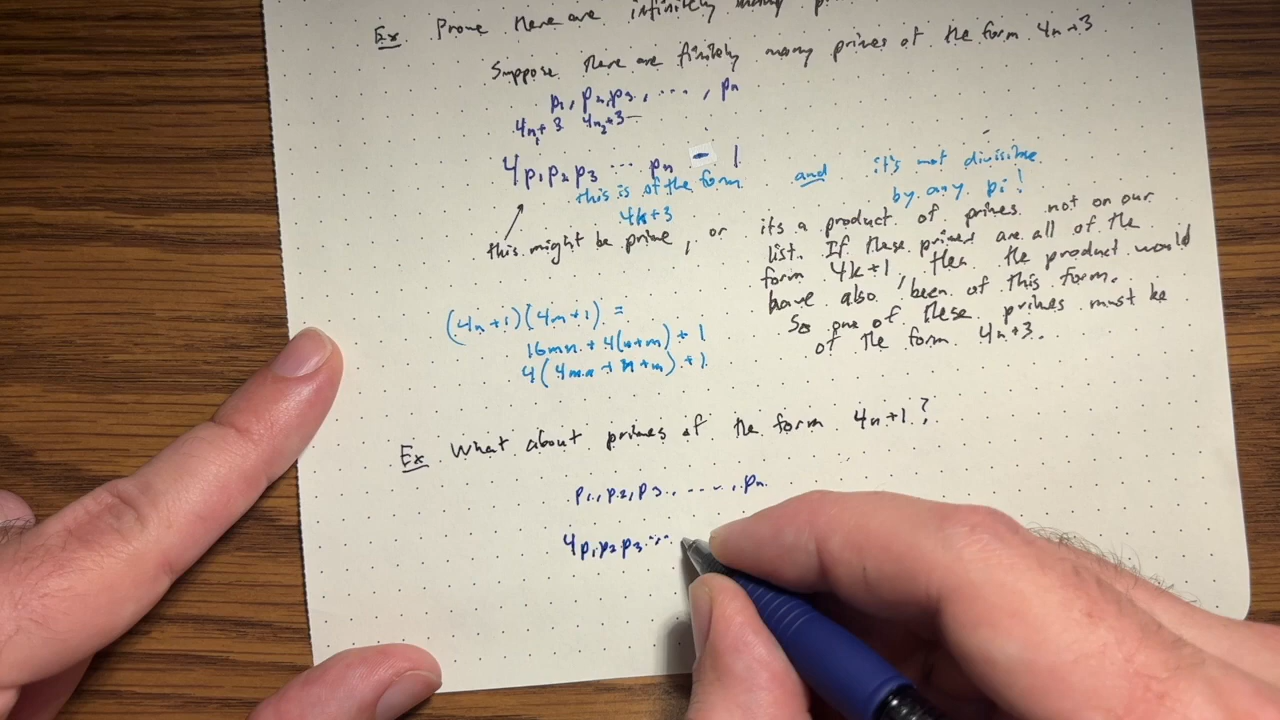 Ex Prove there are infinitely many p
Suppose there are finitely many primes of the form 4n+3
p₁, p₂, p₃, ..., pₙ
4n₁+3 4n₂+3
4p₁p₂p₃ ... pₙ - 1
this is of the form 4k+3
and it's not divisible by any pi!
this might be prime, or
its a product of primes not on our
list. If these primes are all of the
form 4k+1, then the product would
have also been of this form.
So one of these primes must be
of the form 4n+3.
(4n+1)(4m+1) =
16mn + 4(n+m) + 1
4(4mn + n + m) + 1
Ex What about primes of the form 4n+1?
p₁, p₂, p₃, ....., pₙ
4p₁p₂p₃...